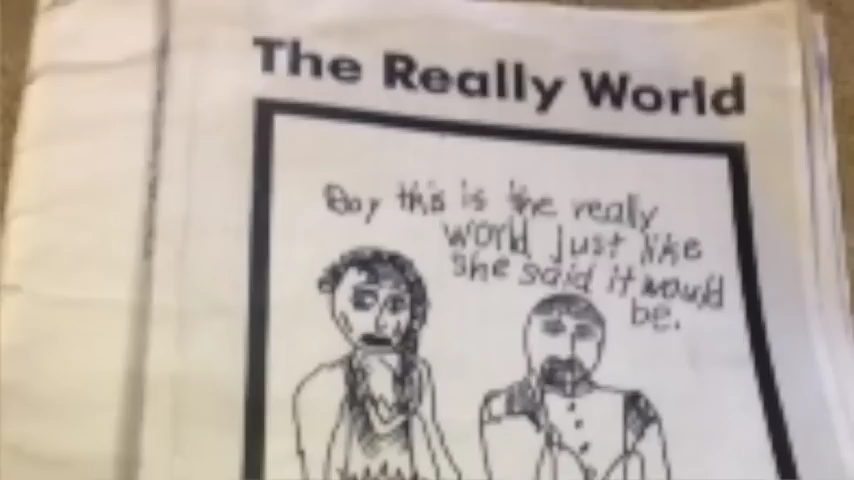 The Really World
Boy this is the really
world just like
she said it would
be.